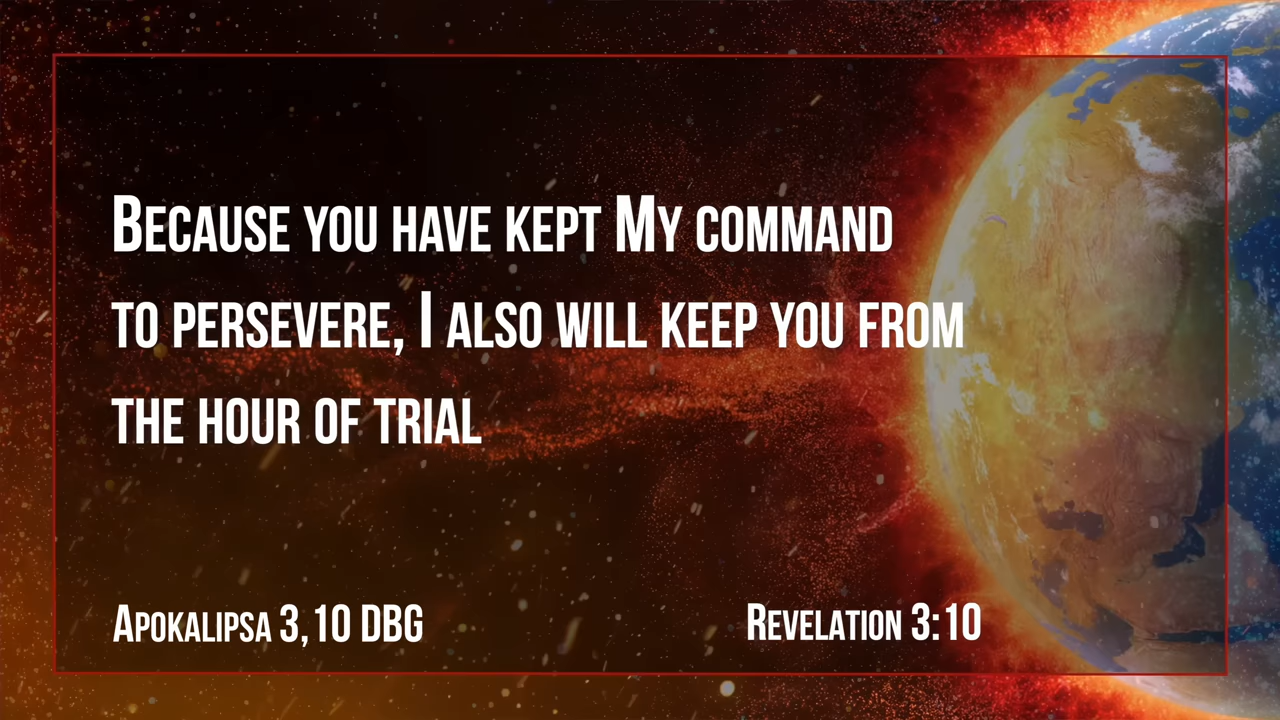 Because you have kept My command
to persevere, I also will keep you from
the hour of trial
Apokalipsa 3,10 DBG
Revelation 3:10